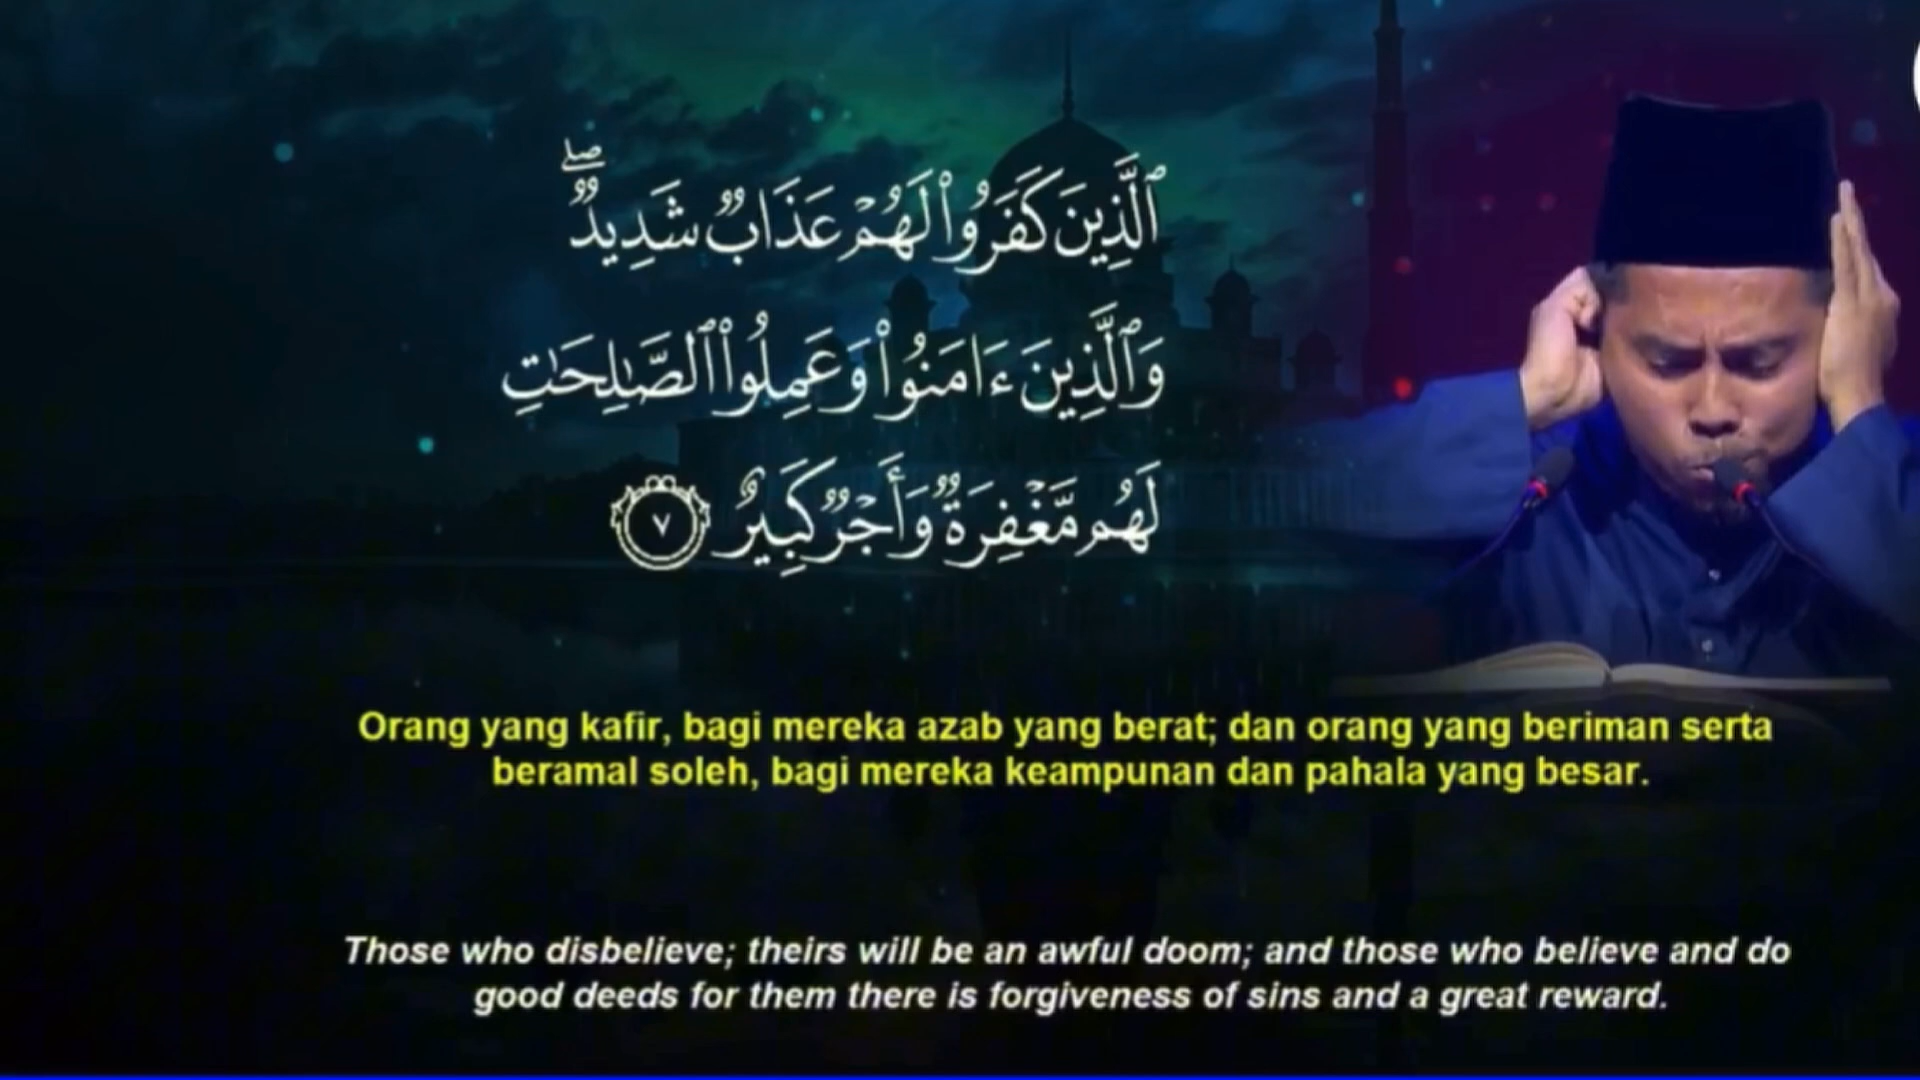 ٱلَّذِينَ كَفَرُوا۟ لَهُمْ عَذَابٌ شَدِيدٌ ۖ
وَٱلَّذِينَ ءَامَنُوا۟ وَعَمِلُوا۟ ٱلصَّـٰلِحَـٰتِ
لَهُم مَّغْفِرَةٌ وَأَجْرٌ كَبِيرٌ ٧
Orang yang kafir, bagi mereka azab yang berat; dan orang yang beriman serta
beramal soleh, bagi mereka keampunan dan pahala yang besar.
Those who disbelieve; theirs will be an awful doom; and those who believe and do
good deeds for them there is forgiveness of sins and a great reward.